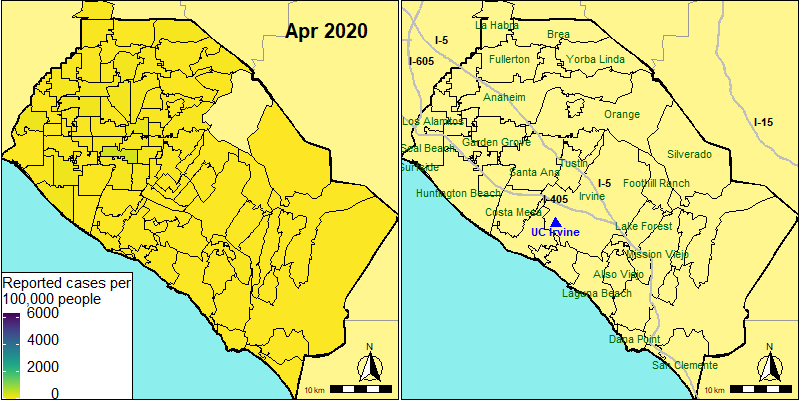 Apr 2020
Reported cases per
100,000 people
6000
4000
2000
0
N
10 km
La Habra
Brea
I-5
I-605
Fullerton
Yorba Linda
Anaheim
Orange
I-15
Los Alamitos
Garden Grove
Seal Beach
Silverado
Tustin
Surfside
Santa Ana
I-5
Foothill Ranch
Huntington Beach
I-405
Irvine
Costa Mesa
UC Irvine
Lake Forest
Mission Viejo
Aliso Viejo
Laguna Beach
Dana Point
San Clemente
N
10 km